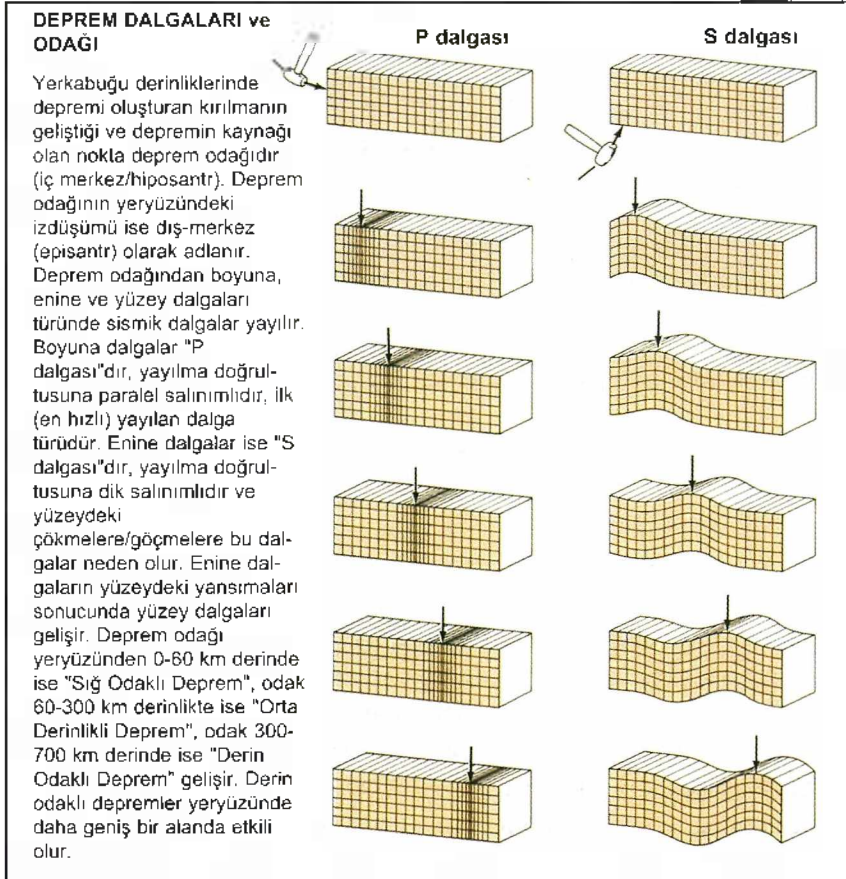 DEPREM DALGALARI ve
ODAĞI
P dalgası
S dalgası
Yerkabuğu derinliklerinde
depremi oluşturan kırılmanın
geliştiği ve depremin kaynağı
olan nokta deprem odağıdır
(iç merkez/hiposantr). Deprem
odağının yeryüzündeki
izdüşümü ise dış-merkez
(episantr) olarak adlanır.
Deprem odağından boyuna,
enine ve yüzey dalgaları
türünde sismik dalgalar yayılır.
Boyuna dalgalar "P
dalgası"dır, yayılma doğrul-
tusuna paralel salınımlıdır, ilk
(en hızlı) yayılan dalga
türüdür. Enine dalgalar ise "S
dalgası"dır, yayılma doğrul-
tusuna dik salınımlıdır ve
yüzeydeki
çökmelere/göçmelere bu dal-
galar neden olur. Enine dal-
gaların yüzeydeki yansımaları
sonucunda yüzey dalgaları
gelişir. Deprem odağı
yeryüzünden 0-60 km derinde
ise "Sığ Odaklı Deprem", odak
60-300 km derinlikte ise "Orta
Derinlikli Deprem", odak 300-
700 km derinde ise "Derin
Odaklı Deprem" gelişir. Derin
odaklı depremler yeryüzünde
daha geniş bir alanda etkili
olur.